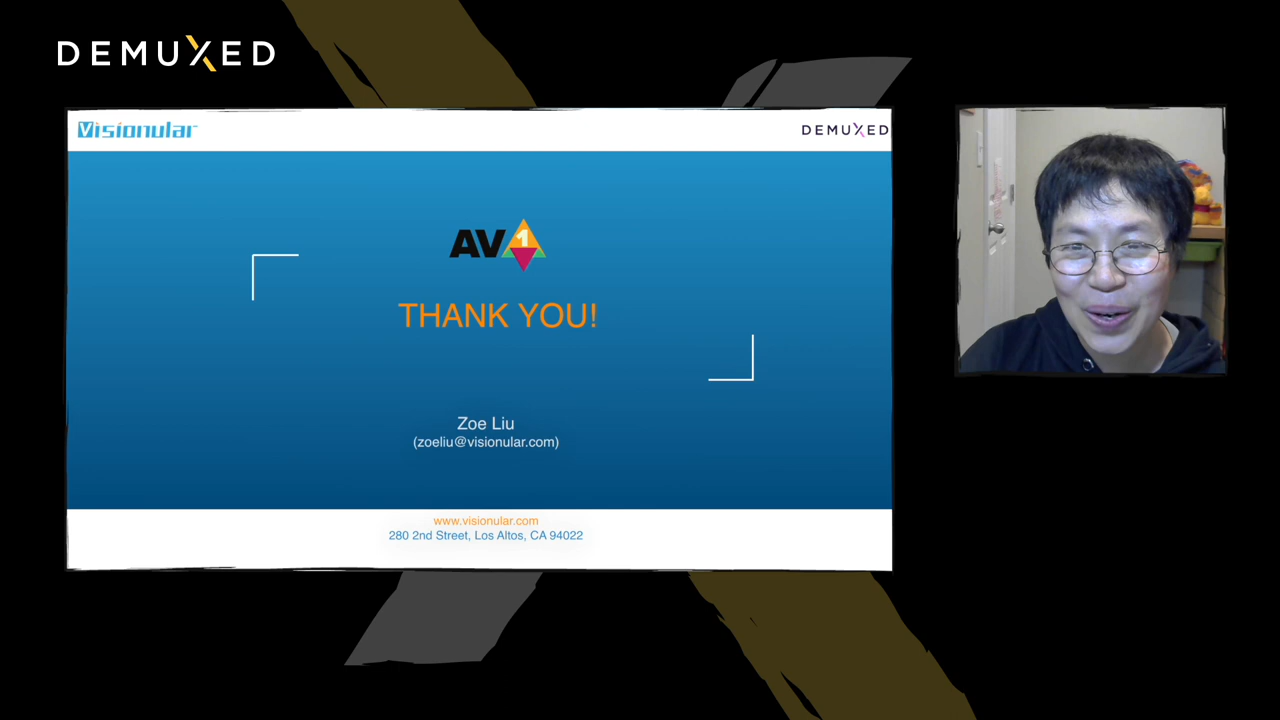 DEMUXED
Visionular
DEMUXED
AV1
THANK YOU!
Zoe Liu
(zoeliu@visionular.com)
www.visionular.com
280 2nd Street, Los Altos, CA 94022